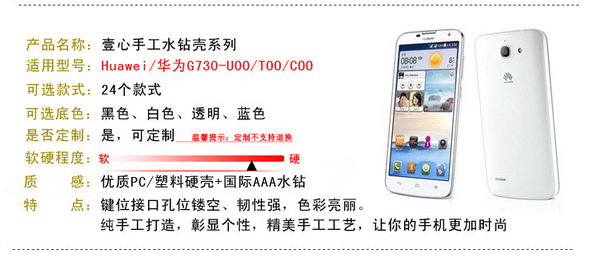 产品名称：壹心手工水钻壳系列
适用型号：Huawei/华为G730-U00/T00/C00
可选款式：24个款式
可选底色：黑色、白色、透明、蓝色
是否定制：是，可定制 温馨提示：定制不支持退换
软硬程度：软 硬
质 感：优质PC/塑料硬壳+国际AAA水钻
特 点：键位接口孔位镂空、韧性强，色彩亮丽。
纯手工打造，彰显个性，精美手工工艺，让你的手机更加时尚
HUAWEI